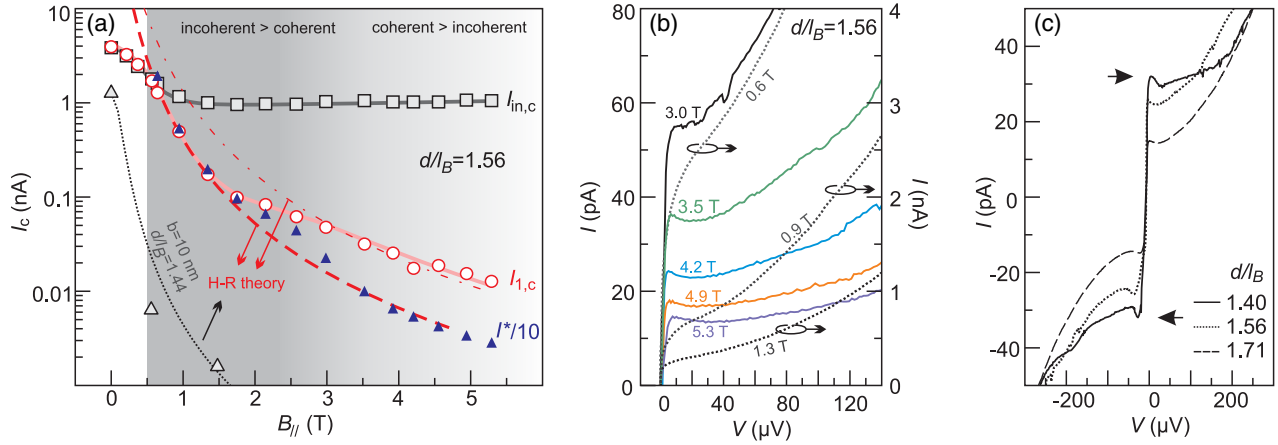 (a)
incoherent > coherent
coherent > incoherent
10
1
0.1
0.01
I_c (nA)
I_in,c
d/l_B=1.56
b=10 nm
d/l_B=1.44
H-R theory
I_1,c
I*/10
0 1 2 3 4 5
B_// (T)
(b)
d/l_B=1.56
80
60
40
20
0
I (pA)
4
3
2
1
0
I (nA)
3.0 T
0.6 T
3.5 T
0.9 T
4.2 T
4.9 T
5.3 T
1.3 T
0 40 80 120
V (µV)
(c)
40
20
0
-20
-40
I (pA)
d/l_B
1.40
1.56
1.71
-200 0 200
V (µV)